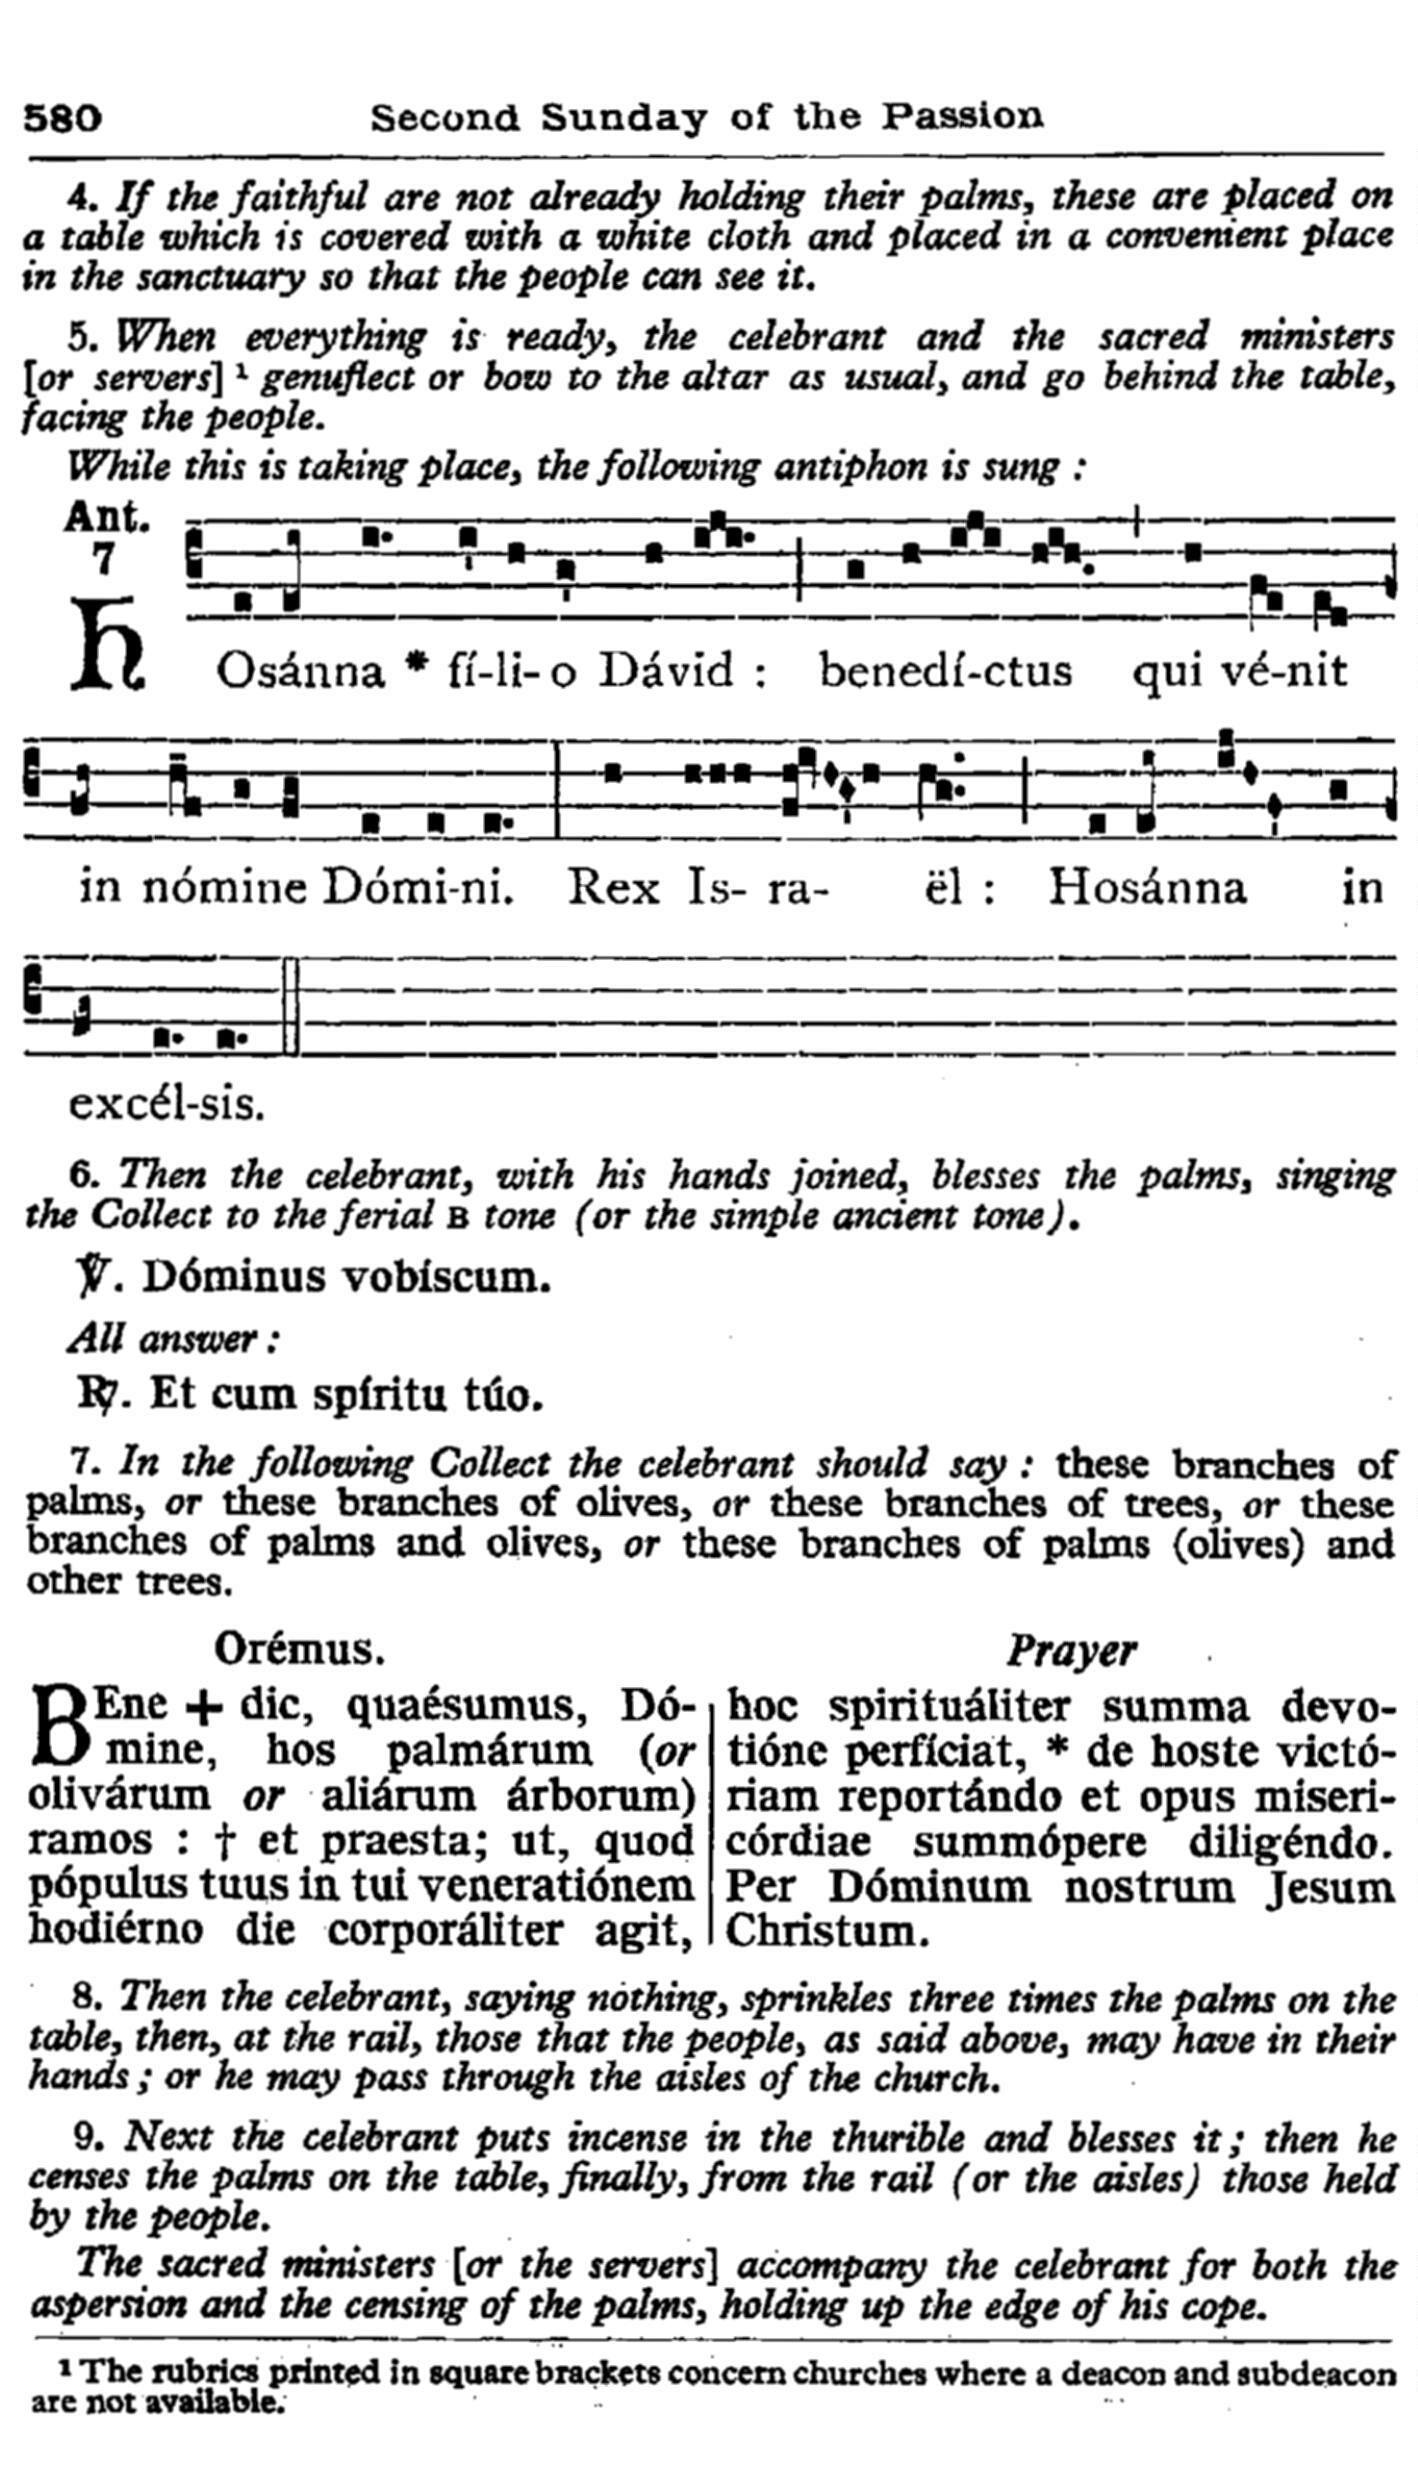 580 Second Sunday of the Passion
4. If the faithful are not already holding their palms, these are placed on
a table which is covered with a white cloth and placed in a convenient place
in the sanctuary so that the people can see it.
5. When everything is ready, the celebrant and the sacred ministers
[or servers] ¹ genuflect or bow to the altar as usual, and go behind the table,
facing the people.
While this is taking place, the following antiphon is sung :
Ant.
7
HOsánna * fí-li-o Dávid : benedí-ctus qui vé-nit
in nómine Dómi-ni. Rex Is- ra- ël : Hosánna in
excél-sis.
6. Then the celebrant, with his hands joined, blesses the palms, singing
the Collect to the ferial B tone (or the simple ancient tone).
℣. Dóminus vobíscum.
All answer :
℟. Et cum spíritu túo.
7. In the following Collect the celebrant should say : these branches of
palms, or these branches of olives, or these branches of trees, or these
branches of palms and olives, or these branches of palms (olives) and
other trees.
Orémus.
BEne + dic, quaésumus, Dó-
mine, hos palmárum (or
olivárum or aliárum árborum)
ramos : † et praesta; ut, quod
pópulus tuus in tui veneratiónem
hodiérno die corporáliter agit,
Prayer
hoc spirituáliter summa devo-
tióne perfíciat, * de hoste victó-
riam reportándo et opus miseri-
córdiae summópere diligéndo.
Per Dóminum nostrum Jesum
Christum.
8. Then the celebrant, saying nothing, sprinkles three times the palms on the
table, then, at the rail, those that the people, as said above, may have in their
hands ; or he may pass through the aisles of the church.
9. Next the celebrant puts incense in the thurible and blesses it ; then he
censes the palms on the table, finally, from the rail (or the aisles) those held
by the people.
The sacred ministers [or the servers] accompany the celebrant for both the
aspersion and the censing of the palms, holding up the edge of his cope.
¹ The rubrics printed in square brackets concern churches where a deacon and subdeacon
are not available.